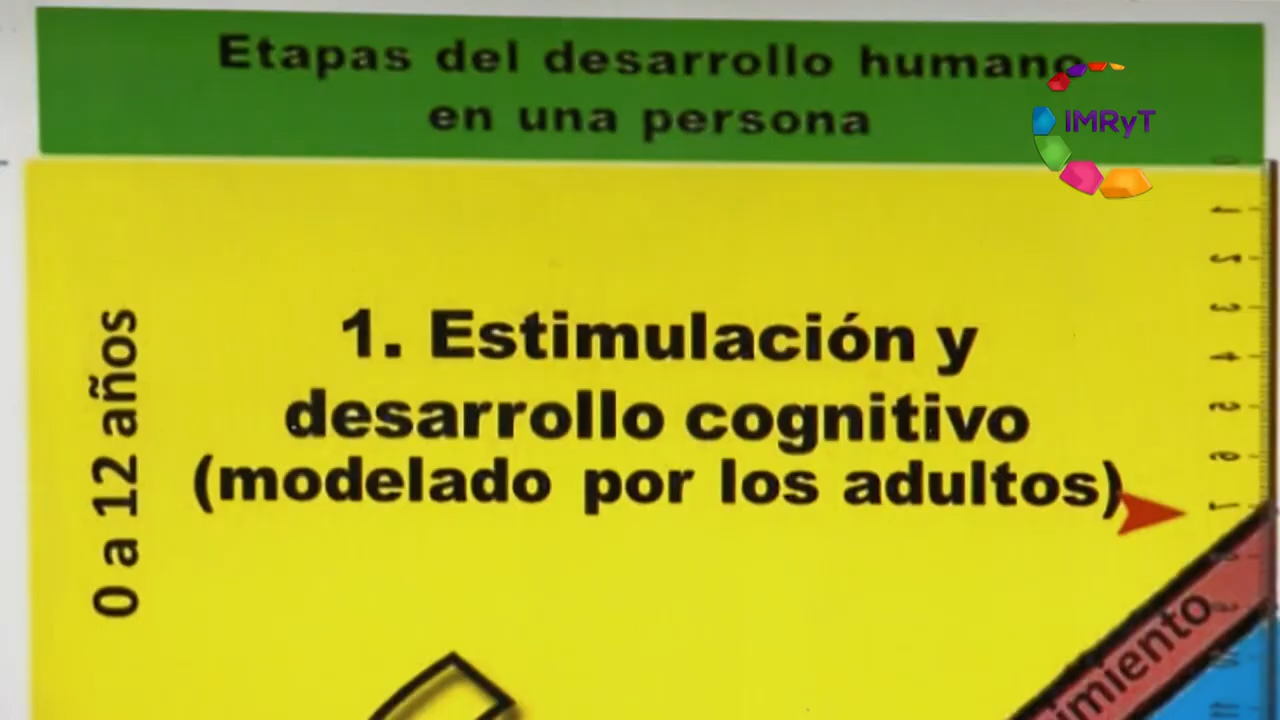 Etapas del desarrollo humano
en una persona
IMRyT
0 a 12 años
1. Estimulación y
desarrollo cognitivo
(modelado por los adultos)
imiento